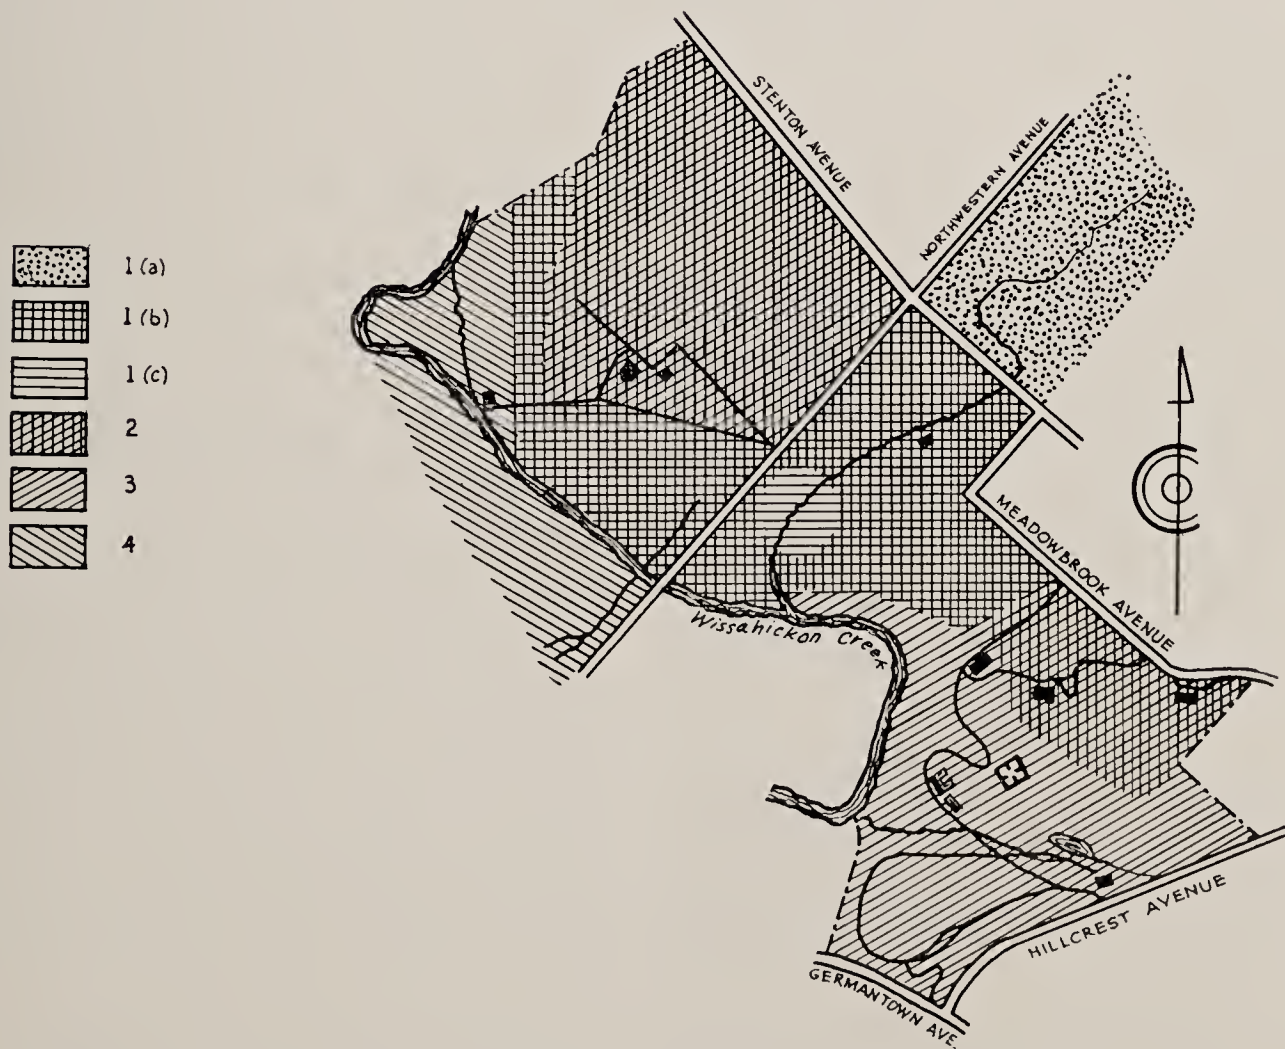 STENTON AVENUE
NORTHWESTERN AVENUE
1 (a)
1 (b)
1 (c)
2
3
4
MEADOWBROOK AVENUE
Wissahickon Creek
HILLCREST AVENUE
GERMANTOWN AVE.